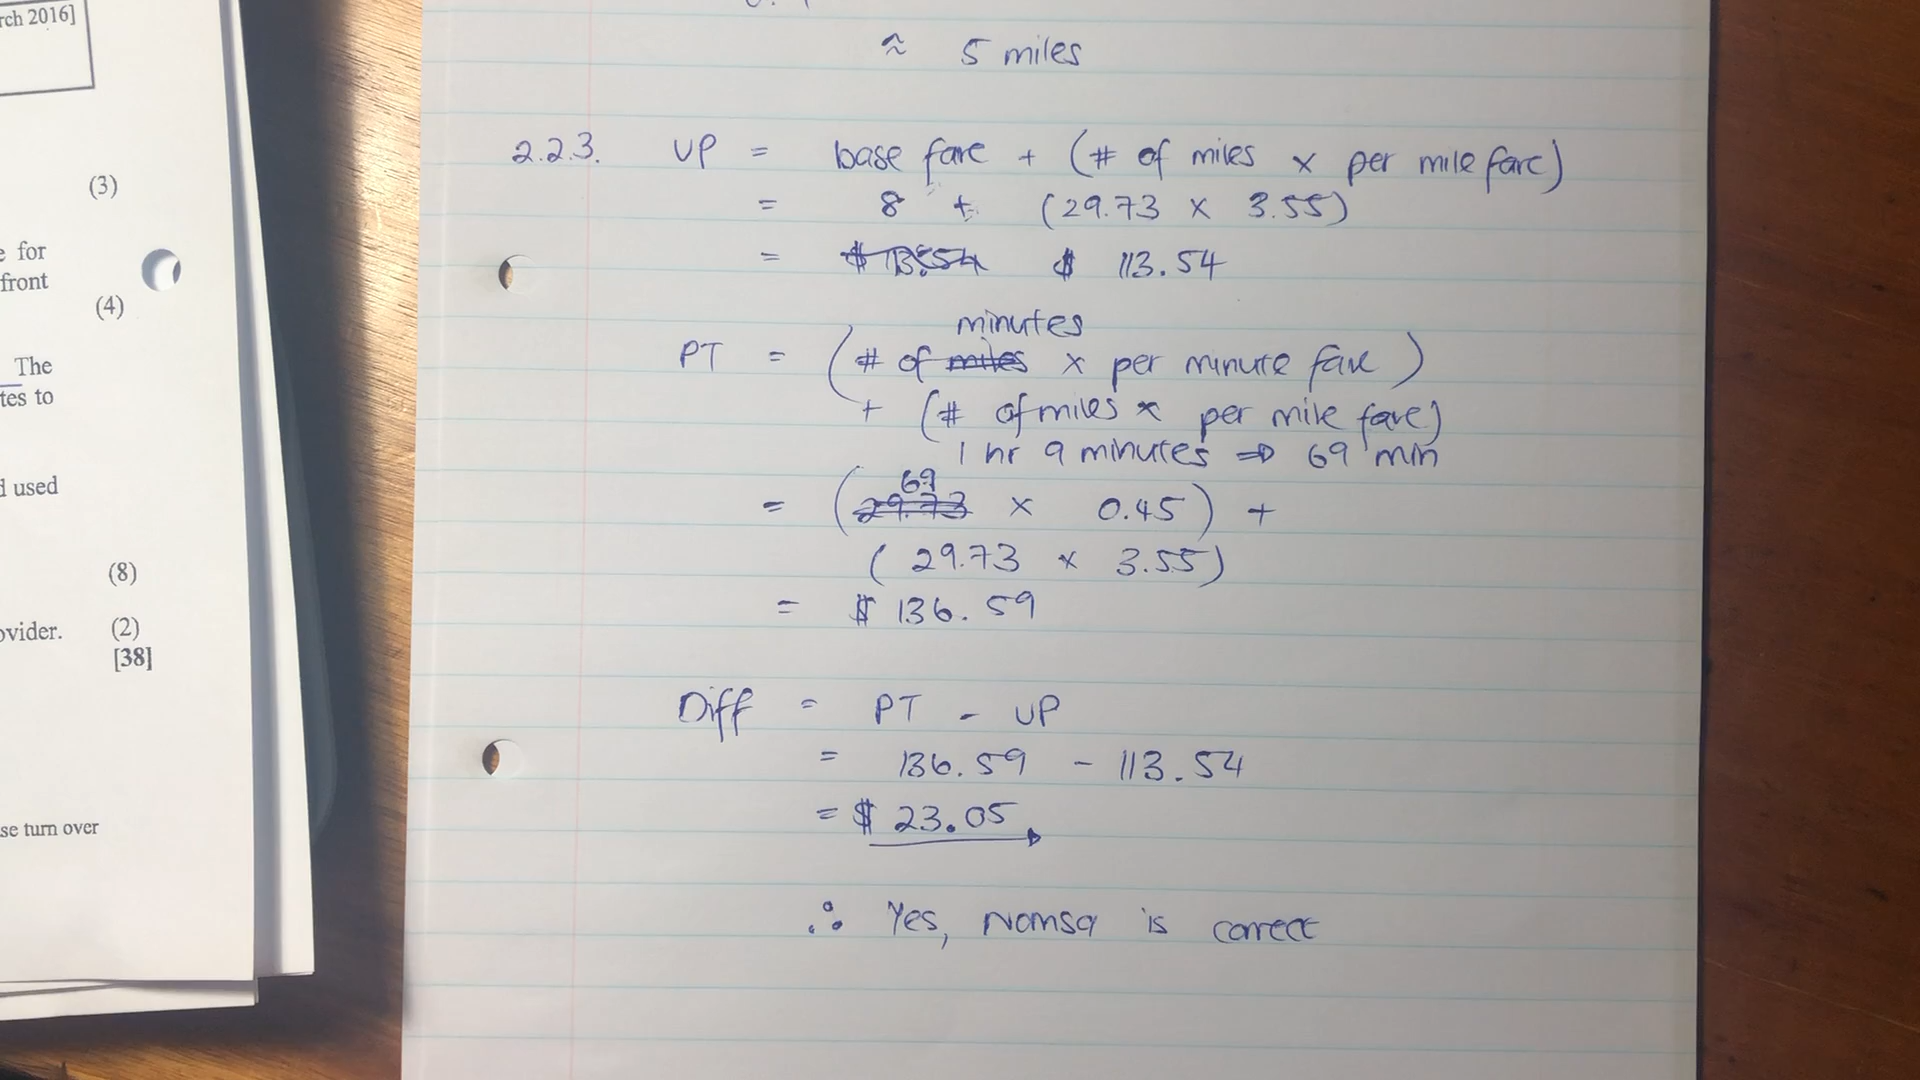 rch 2016]
(3)
e for
front
(4)
The
tes to
d used
(8)
ovider. (2)
[38]
se turn over
≈ 5 miles
2.2.3. UP = base fare + (# of miles × per mile fare)
= 8 + (29.73 × 3.55)
= $ 113.54
minutes
PT = (# of miles × per minute fare)
+ (# of miles × per mile fare)
1 hr 9 minutes ⇒ 69 min
69
= (29.73 × 0.45) +
(29.73 × 3.55)
= $ 136.59
Diff = PT - UP
= 136.59 - 113.54
= $ 23.05
∴ Yes, Nomsa is correct